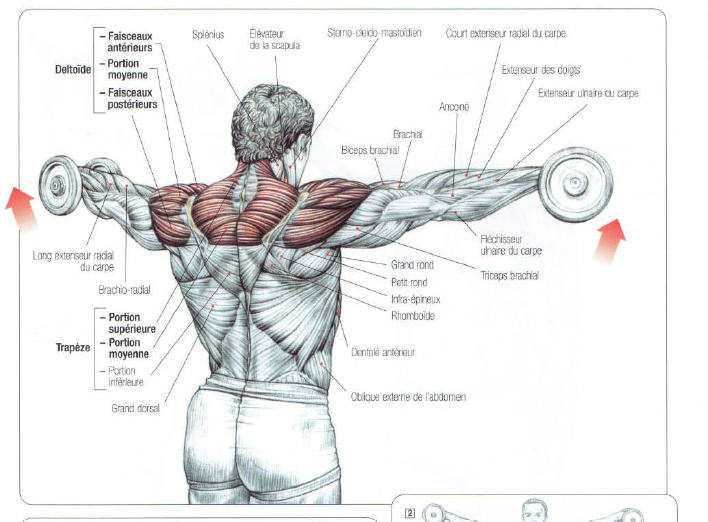 Deltoïde
– Faisceaux
antérieurs
– Portion
moyenne
– Faisceaux
postérieurs
Splénius
Élévateur
de la scapula
Sterno-cleido-mastoïdien
Court extenseur radial du carpe
Extenseur des doigts
Extenseur ulnaire du carpe
Anconé
Brachial
Biceps brachial
Long extenseur radial
du carpe
Brachio-radial
Fléchisseur
ulnaire du carpe
Triceps brachial
Grand rond
Petit rond
Infra-épineux
Rhomboïde
Trapèze
– Portion
supérieure
– Portion
moyenne
– Portion
inférieure
Grand dorsal
Dentelé antérieur
Oblique externe de l'abdomen
2